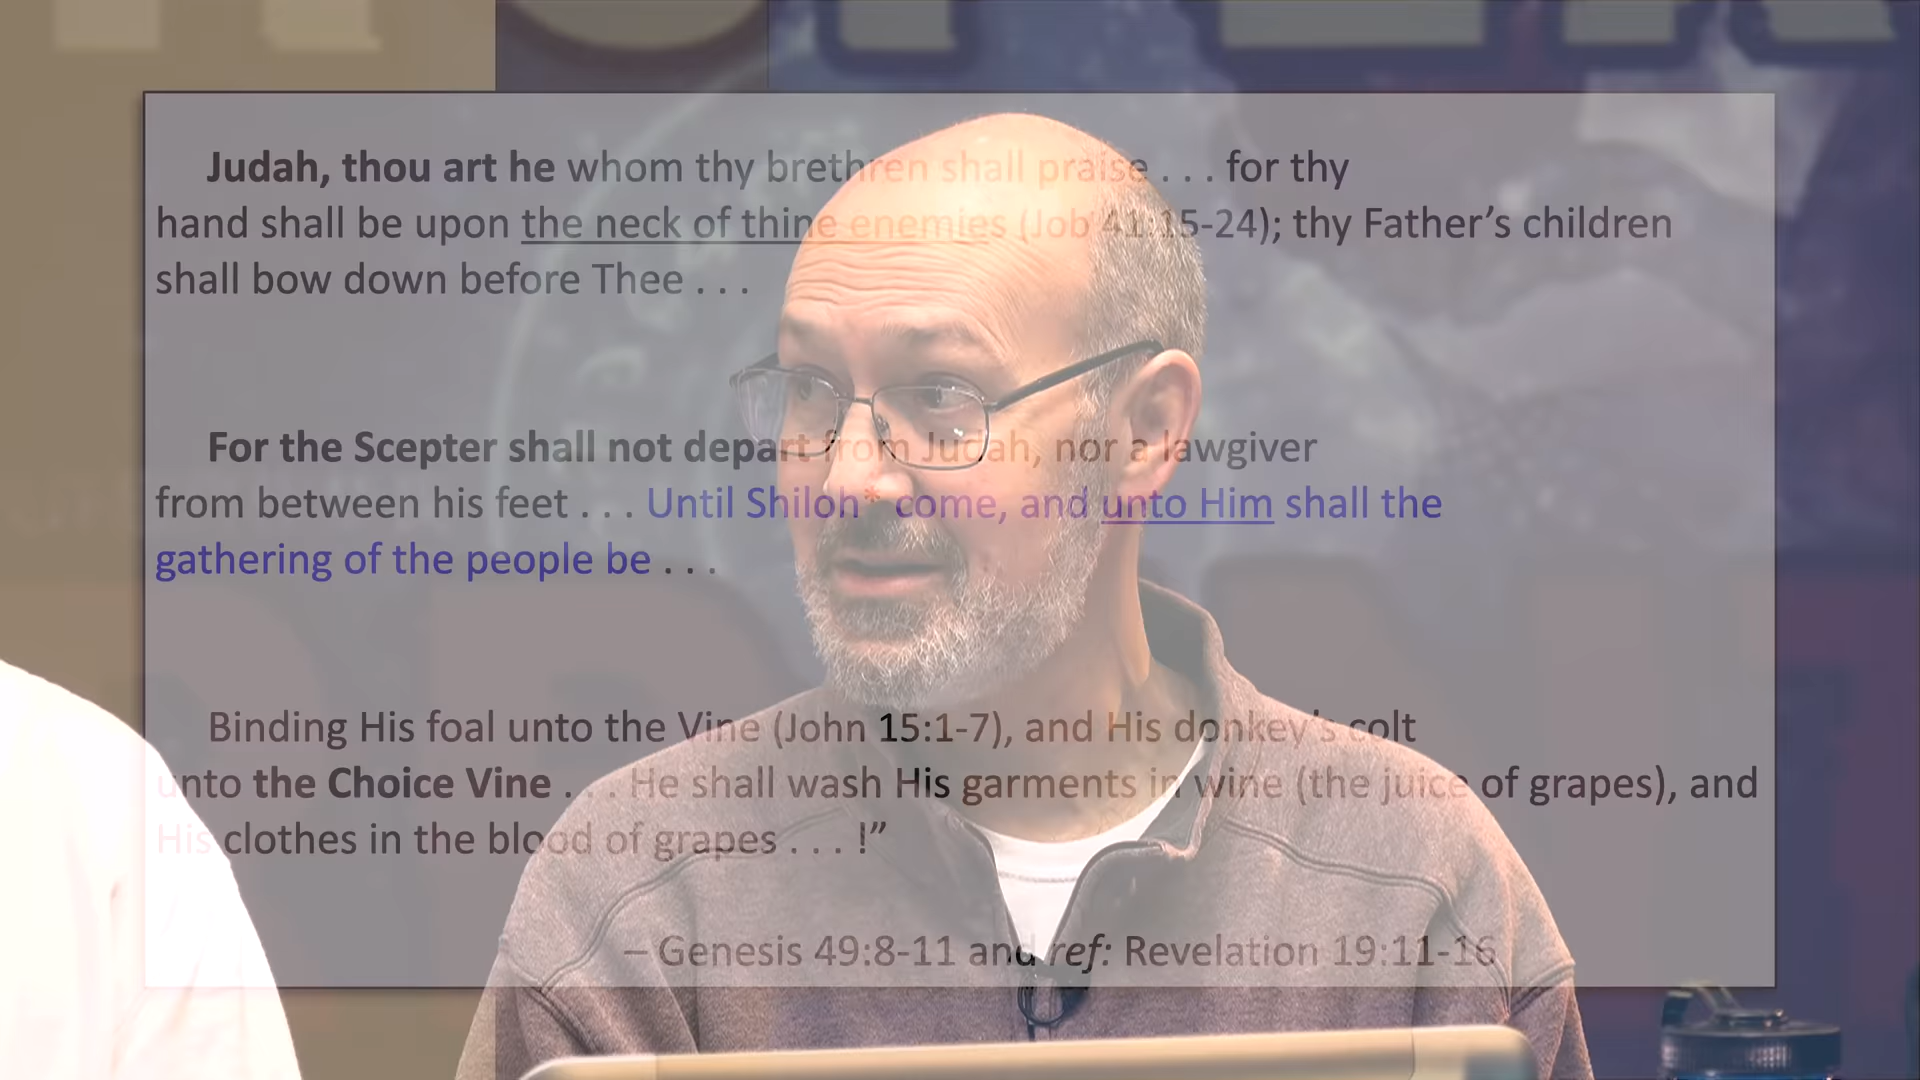 Judah, thou art he whom thy brethren shall praise . . . for thy
hand shall be upon the neck of thine enemies (Job 41:15-24); thy Father’s children
shall bow down before Thee . . .
For the Scepter shall not depart from Judah, nor a lawgiver
from between his feet . . . Until Shiloh* come, and unto Him shall the
gathering of the people be . . .
Binding His foal unto the Vine (John 15:1-7), and His donkey’s colt
unto the Choice Vine . . . He shall wash His garments in wine (the juice of grapes), and
His clothes in the blood of grapes . . . !”
– Genesis 49:8-11 and ref: Revelation 19:11-16